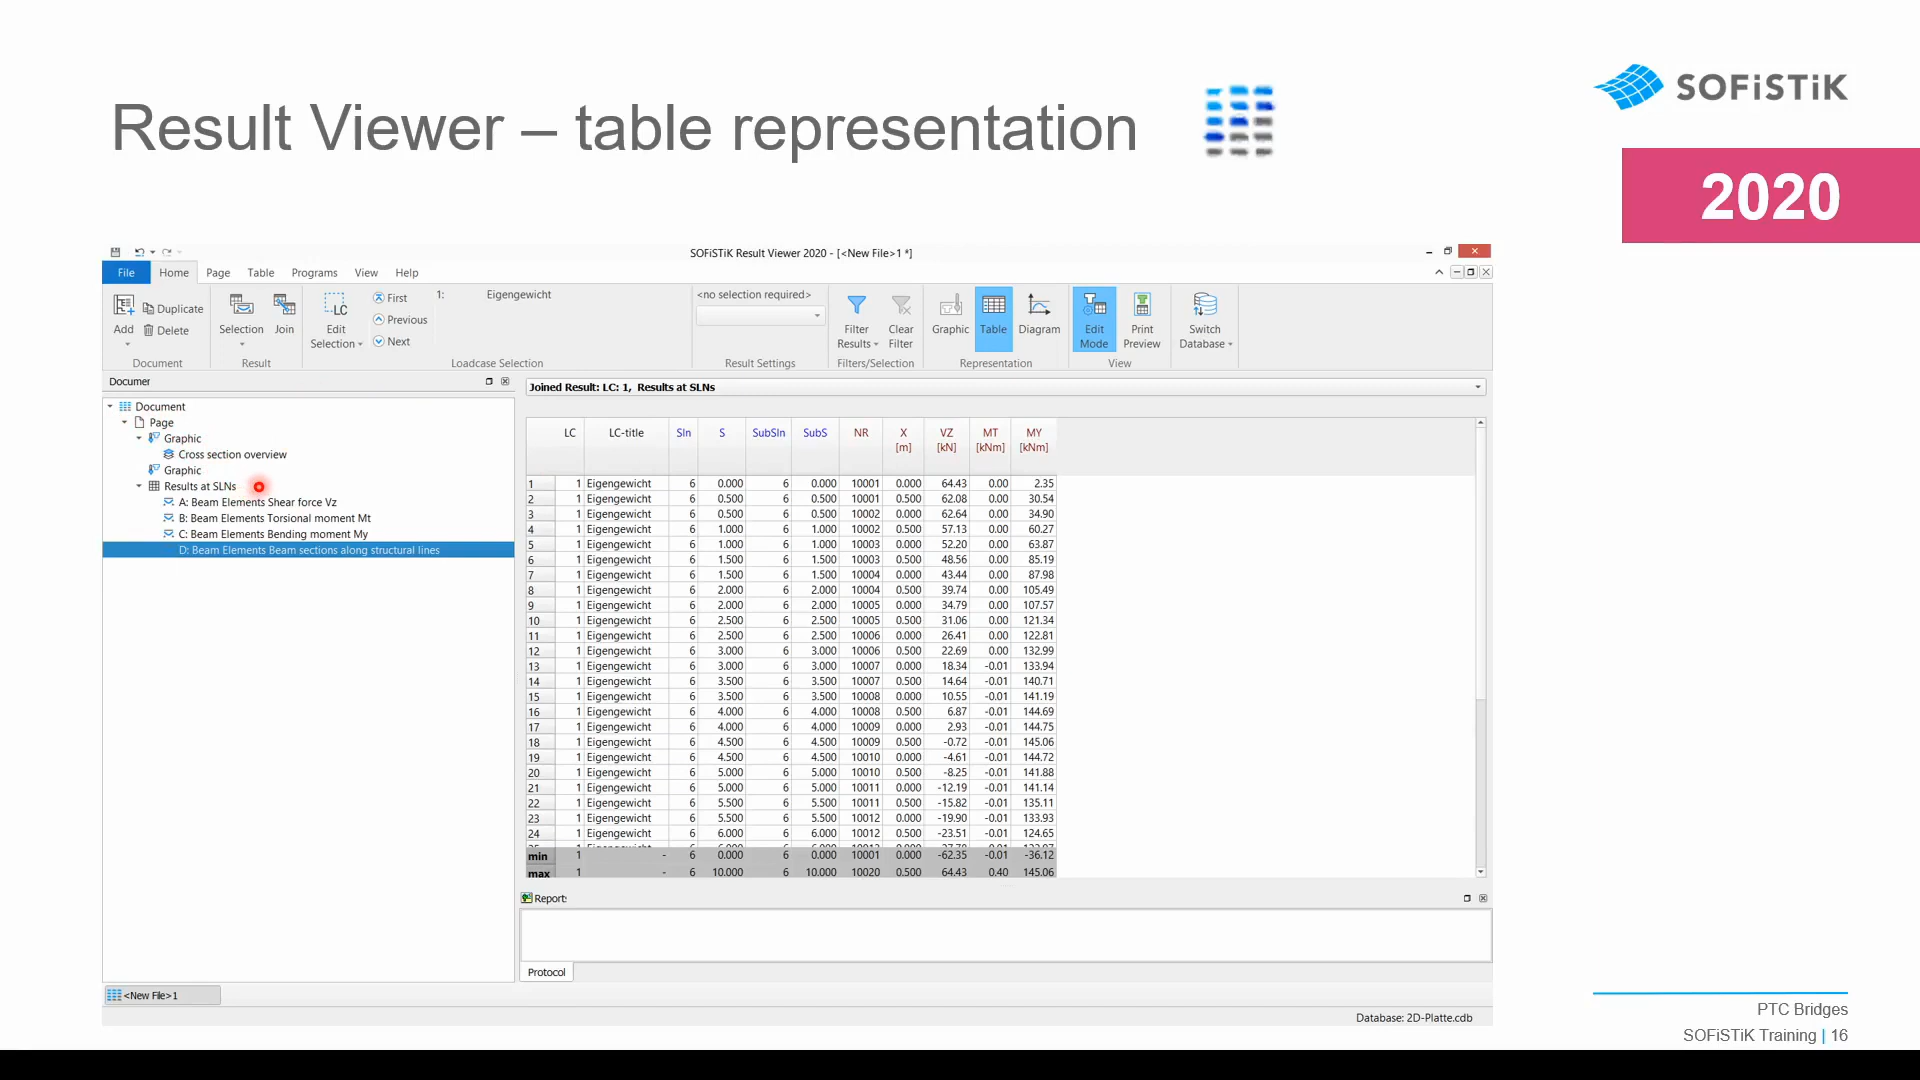 Result Viewer – table representation
SOFiSTiK
2020
SOFiSTiK Result Viewer 2020 - [<New File>1 *]
File Home Page Table Programs View Help
Add Duplicate Delete Document
Selection Join Result
LC Edit Selection First Previous Next 1: Eigengewicht Loadcase Selection
<no selection required> Result Settings
Filter Results Clear Filter Filters/Selection
Graphic Table Diagram Representation
Edit Mode Print Preview View
Switch Database
Documer
Document
Page
Graphic
Cross section overview
Graphic
Results at SLNs
A: Beam Elements Shear force Vz
B: Beam Elements Torsional moment Mt
C: Beam Elements Bending moment My
D: Beam Elements Beam sections along structural lines
Joined Result: LC: 1, Results at SLNs
LC LC-title Sln S SubSln SubS NR X VZ MT MY
[m] [kN] [kNm] [kNm]
1 1 Eigengewicht 6 0.000 6 0.000 10001 0.000 64.43 0.00 2.35
2 1 Eigengewicht 6 0.500 6 0.500 10001 0.500 62.08 0.00 30.54
3 1 Eigengewicht 6 0.500 6 0.500 10002 0.000 62.64 0.00 34.90
4 1 Eigengewicht 6 1.000 6 1.000 10002 0.500 57.13 0.00 60.27
5 1 Eigengewicht 6 1.000 6 1.000 10003 0.000 52.20 0.00 63.87
6 1 Eigengewicht 6 1.500 6 1.500 10003 0.500 48.56 0.00 85.19
7 1 Eigengewicht 6 1.500 6 1.500 10004 0.000 43.44 0.00 87.98
8 1 Eigengewicht 6 2.000 6 2.000 10004 0.500 39.74 0.00 105.49
9 1 Eigengewicht 6 2.000 6 2.000 10005 0.000 34.79 0.00 107.57
10 1 Eigengewicht 6 2.500 6 2.500 10005 0.500 31.06 0.00 121.34
11 1 Eigengewicht 6 2.500 6 2.500 10006 0.000 26.41 0.00 122.81
12 1 Eigengewicht 6 3.000 6 3.000 10006 0.500 22.69 0.00 132.99
13 1 Eigengewicht 6 3.000 6 3.000 10007 0.000 18.34 -0.01 133.94
14 1 Eigengewicht 6 3.500 6 3.500 10007 0.500 14.64 -0.01 140.71
15 1 Eigengewicht 6 3.500 6 3.500 10008 0.000 10.55 -0.01 141.19
16 1 Eigengewicht 6 4.000 6 4.000 10008 0.500 6.87 -0.01 144.69
17 1 Eigengewicht 6 4.000 6 4.000 10009 0.000 2.93 -0.01 144.75
18 1 Eigengewicht 6 4.500 6 4.500 10009 0.500 -0.72 -0.01 145.06
19 1 Eigengewicht 6 4.500 6 4.500 10010 0.000 -4.61 -0.01 144.72
20 1 Eigengewicht 6 5.000 6 5.000 10010 0.500 -8.25 -0.01 141.88
21 1 Eigengewicht 6 5.000 6 5.000 10011 0.000 -12.19 -0.01 141.14
22 1 Eigengewicht 6 5.500 6 5.500 10011 0.500 -15.82 -0.01 135.11
23 1 Eigengewicht 6 5.500 6 5.500 10012 0.000 -19.90 -0.01 133.93
24 1 Eigengewicht 6 6.000 6 6.000 10012 0.500 -23.51 -0.01 124.65
min 1 - 6 0.000 6 0.000 10001 0.000 -62.35 -0.01 -36.12
max 1 - 6 10.000 6 10.000 10020 0.500 64.43 0.40 145.06
Report:
Protocol
<New File>1
Database: 2D-Platte.cdb
PTC Bridges
SOFiSTiK Training | 16